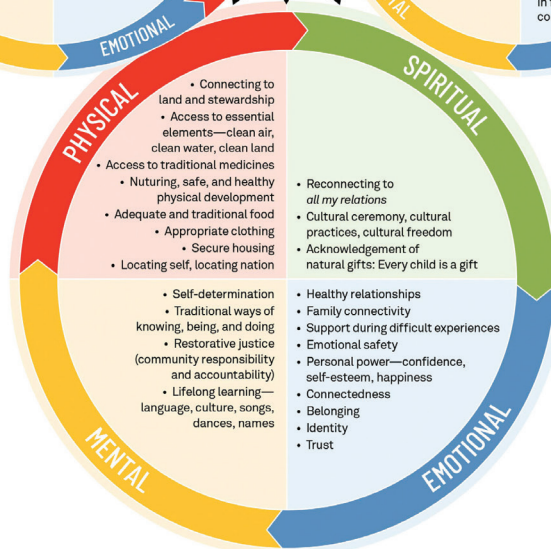 EMOTIONAL
TAL
in
co
PHYSICAL
• Connecting to
land and stewardship
• Access to essential
elements—clean air,
clean water, clean land
• Access to traditional medicines
• Nuturing, safe, and healthy
physical development
• Adequate and traditional food
• Appropriate clothing
• Secure housing
• Locating self, locating nation
SPIRITUAL
• Reconnecting to
all my relations
• Cultural ceremony, cultural
practices, cultural freedom
• Acknowledgement of
natural gifts: Every child is a gift
MENTAL
• Self-determination
• Traditional ways of
knowing, being, and doing
• Restorative justice
(community responsibility
and accountability)
• Lifelong learning—
language, culture, songs,
dances, names
EMOTIONAL
• Healthy relationships
• Family connectivity
• Support during difficult experiences
• Emotional safety
• Personal power—confidence,
self-esteem, happiness
• Connectedness
• Belonging
• Identity
• Trust